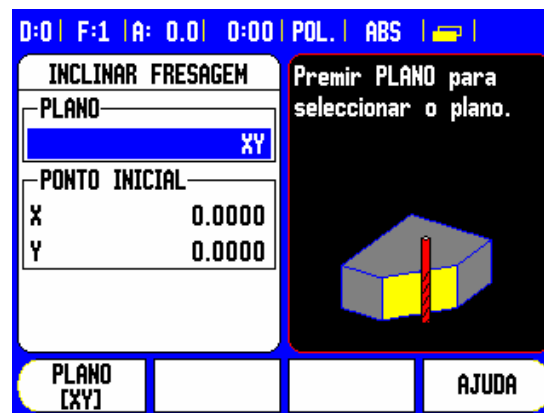 D:0 | F:1 | A: 0.0 | 0:00 | POL. | ABS
INCLINAR FRESAGEM
PLANO
XY
PONTO INICIAL
X 0.0000
Y 0.0000
Premir PLANO para
seleccionar o plano.
PLANO
[XY]
AJUDA